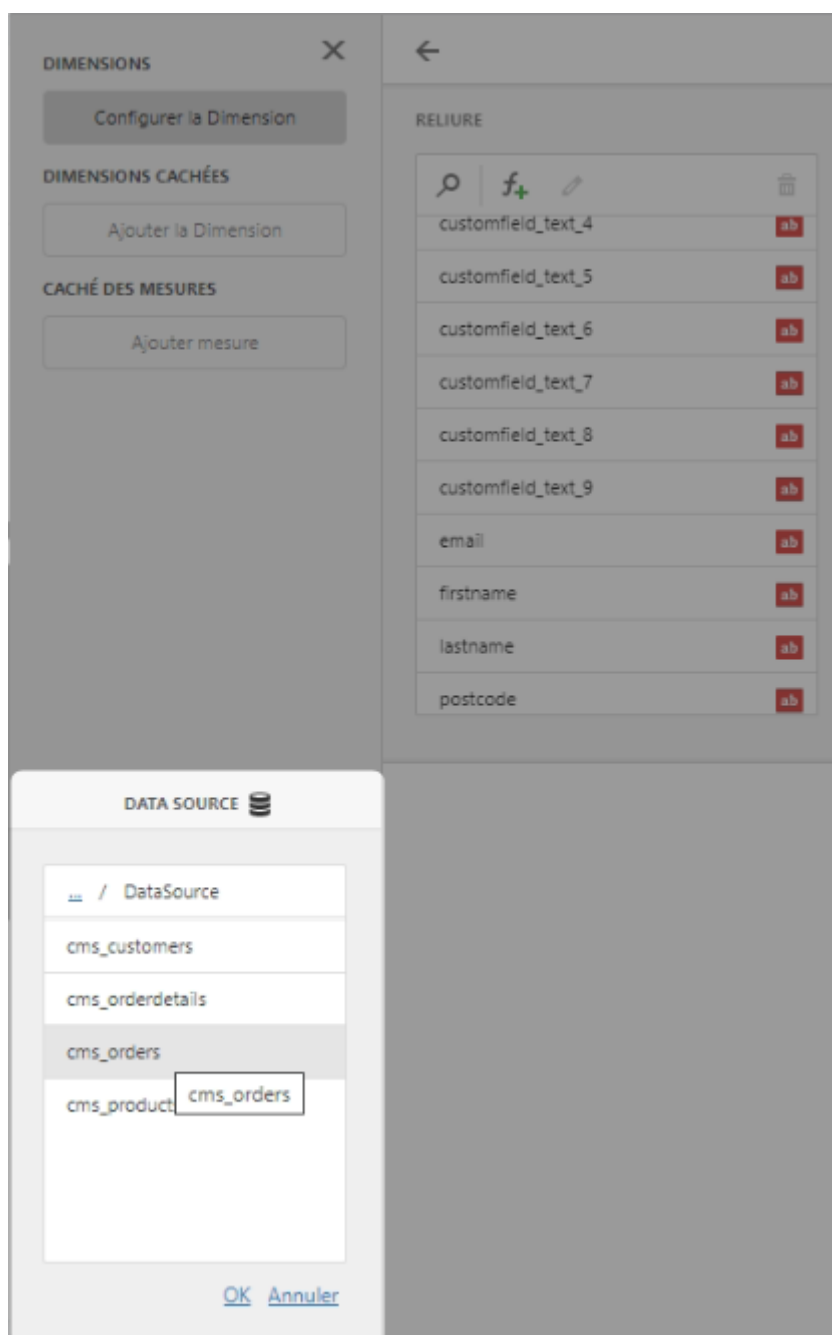 DIMENSIONS
Configurer la Dimension
DIMENSIONS CACHÉES
Ajouter la Dimension
CACHÉ DES MESURES
Ajouter mesure
RELIURE
customfield_text_4 ab
customfield_text_5 ab
customfield_text_6 ab
customfield_text_7 ab
customfield_text_8 ab
customfield_text_9 ab
email ab
firstname ab
lastname ab
postcode ab
DATA SOURCE
... / DataSource
cms_customers
cms_orderdetails
cms_orders
cms_orders
cms_product
OK Annuler